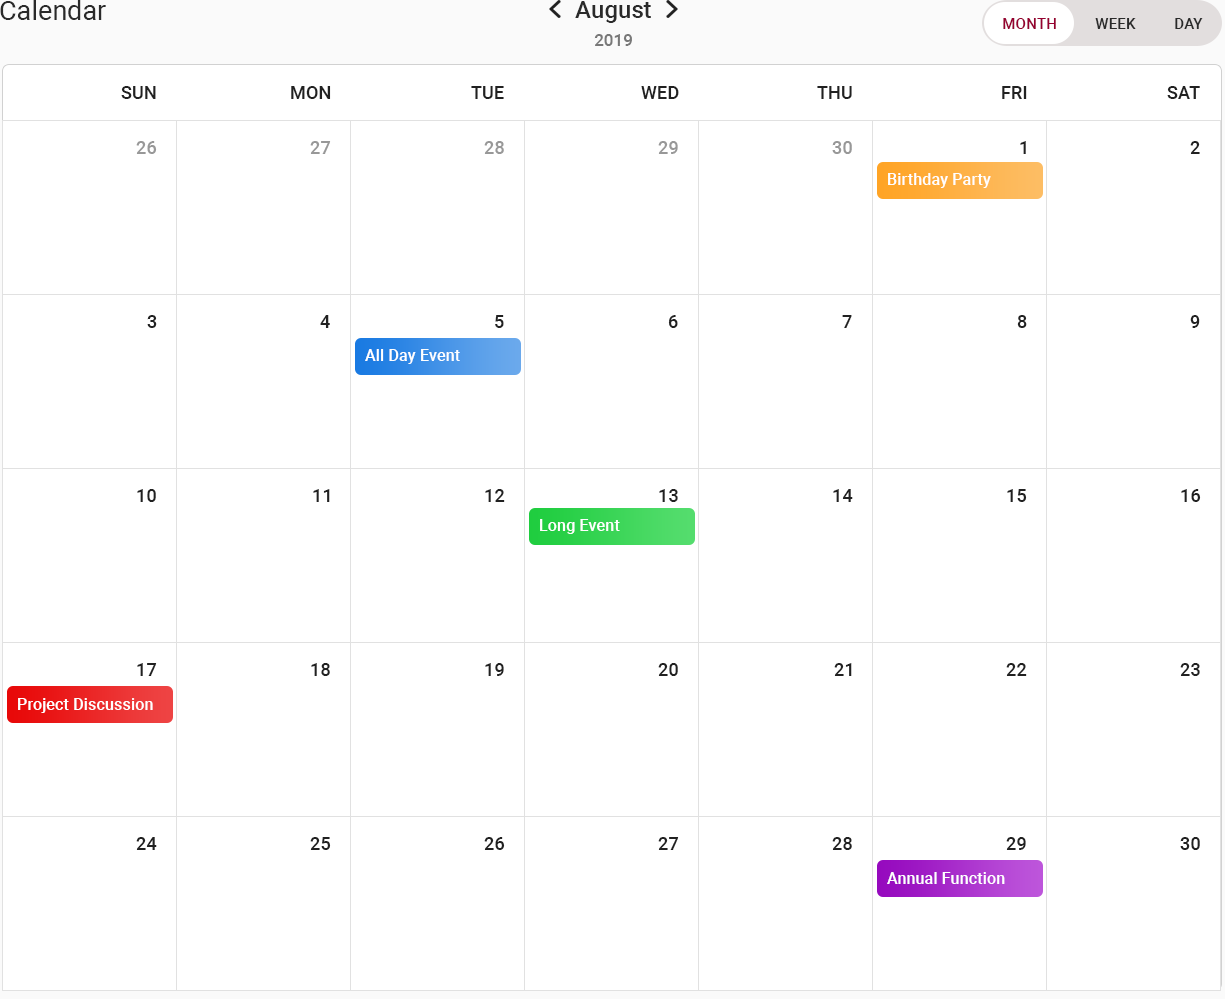 Calendar
August
2019
MONTH WEEK DAY
SUN MON TUE WED THU FRI SAT
26 27 28 29 30 1 2
Birthday Party
3 4 5 6 7 8 9
All Day Event
10 11 12 13 14 15 16
Long Event
17 18 19 20 21 22 23
Project Discussion
24 25 26 27 28 29 30
Annual Function